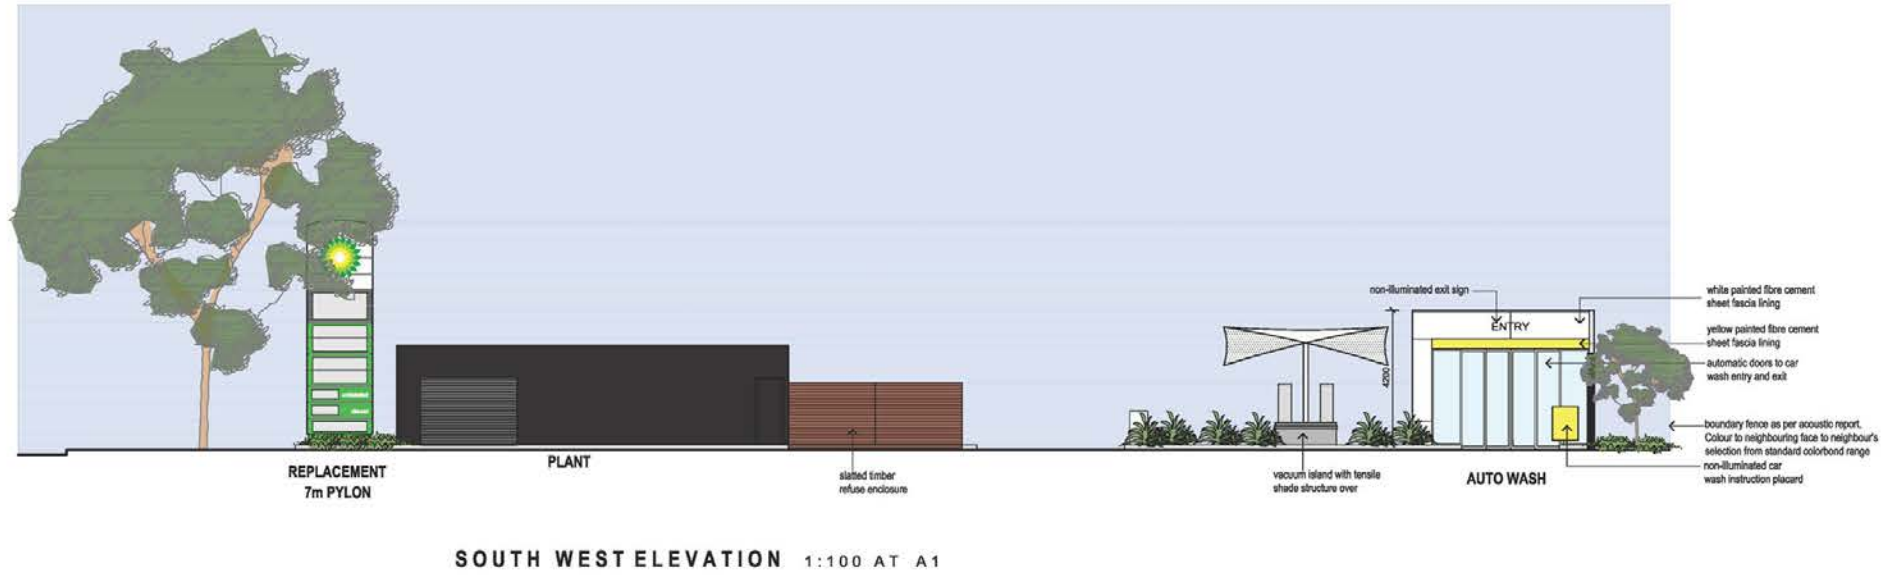 non-illuminated exit sign
white painted fibre cement
sheet fascia lining
ENTRY
yellow painted fibre cement
sheet fascia lining
automatic doors to car
wash entry and exit
4200
boundary fence as per acoustic report.
Colour to neighbouring face to neighbour's
selection from standard colorbond range
non-illuminated car
wash instruction placard
REPLACEMENT
7m PYLON
PLANT
slatted timber
refuse enclosure
vacuum island with tensile
shade structure over
AUTO WASH
SOUTH WEST ELEVATION 1:100 AT A1